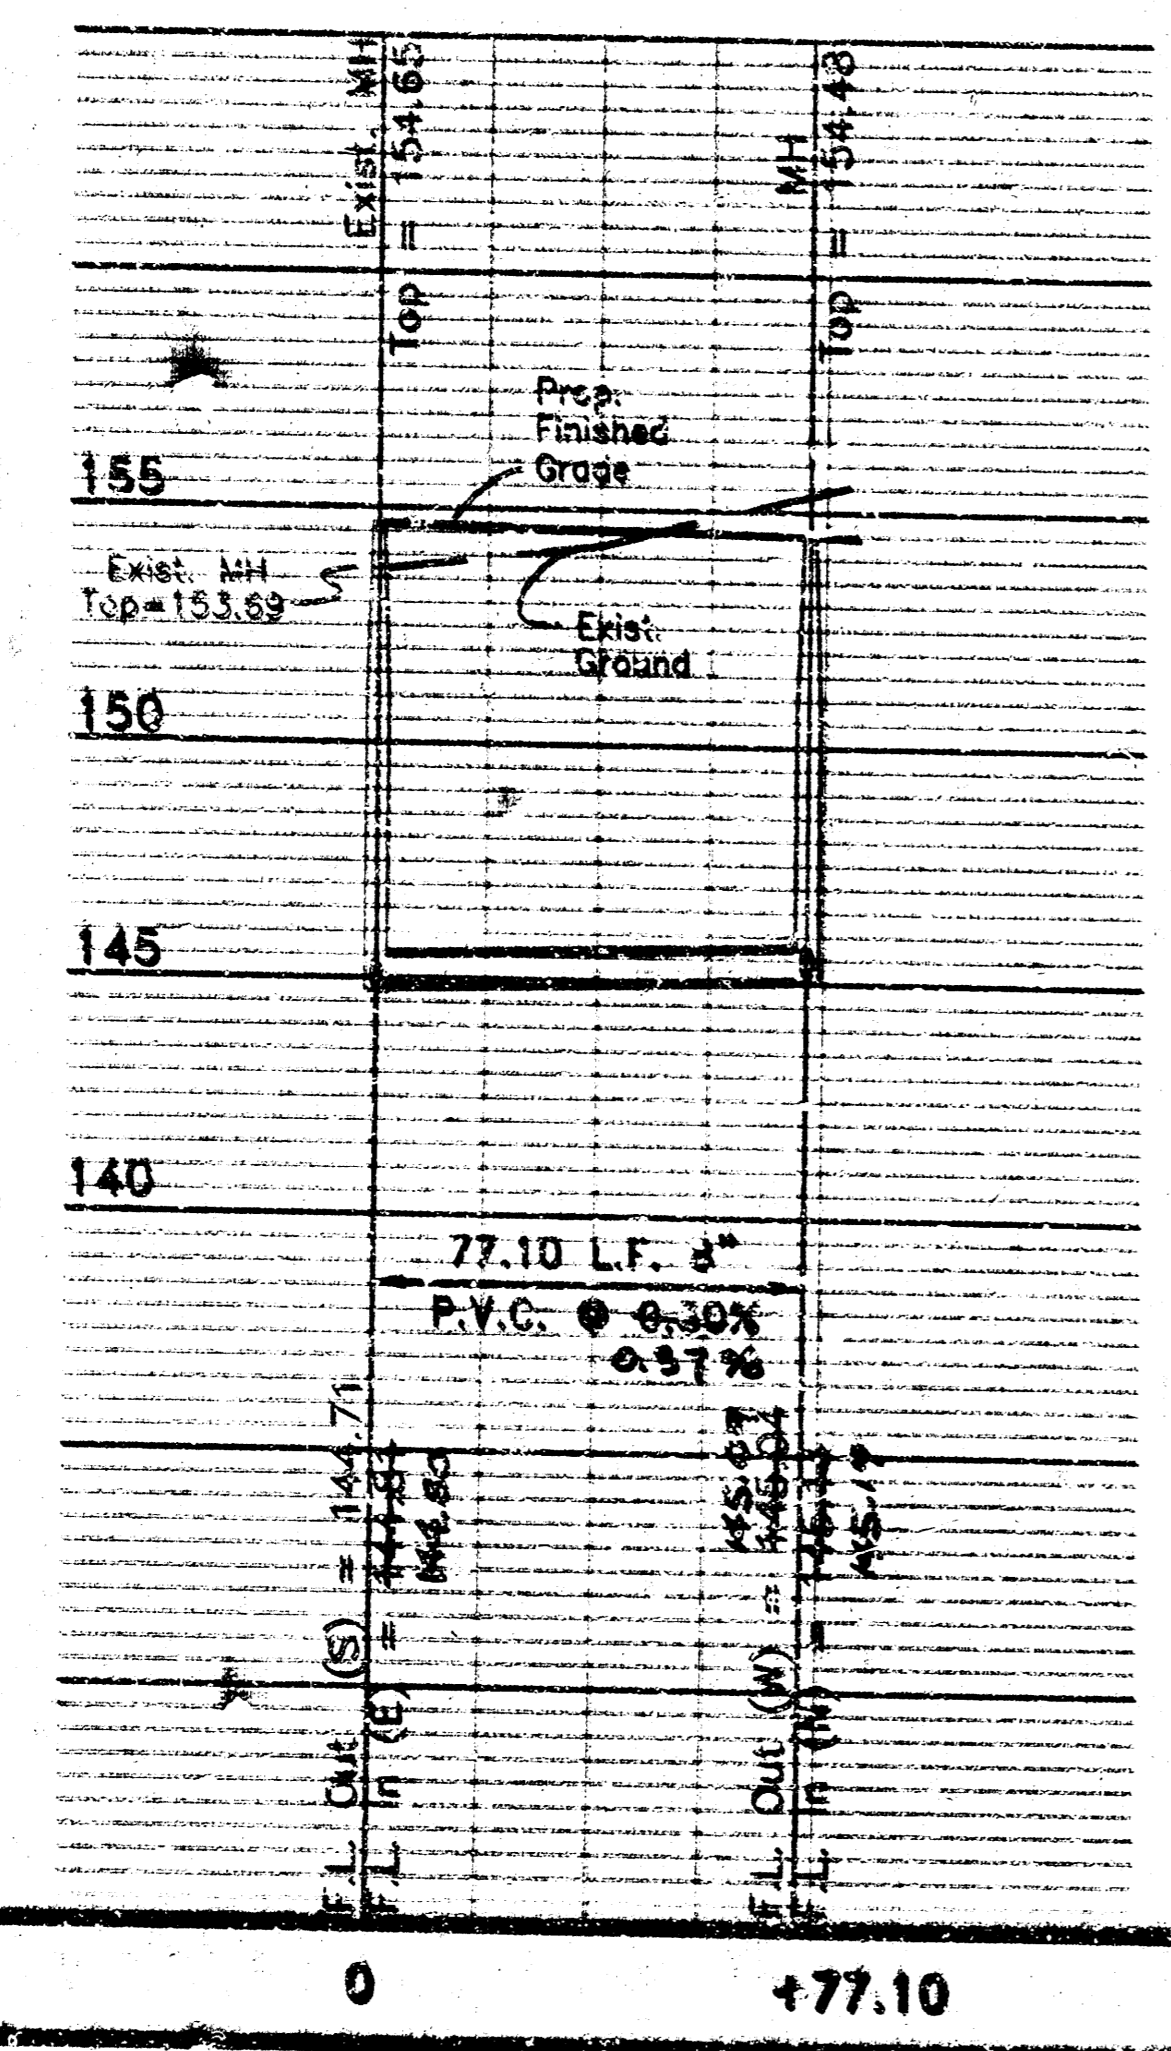 Exist. MH
Top = 154.65
MH
Top = 154.48
Prop.
Finished
Grade
155
Exist. MH
Top=153.69
Exist.
Ground
150
145
140
77.10 L.F. 8"
P.V.C. @ 0.30%
0.37%
F.L. Out (S) = 144.71
F.L. In (E) =
144.80
F.L. Out (W) = 145.04
145.07
F.L. In (N) =
145.17
0
+77.10